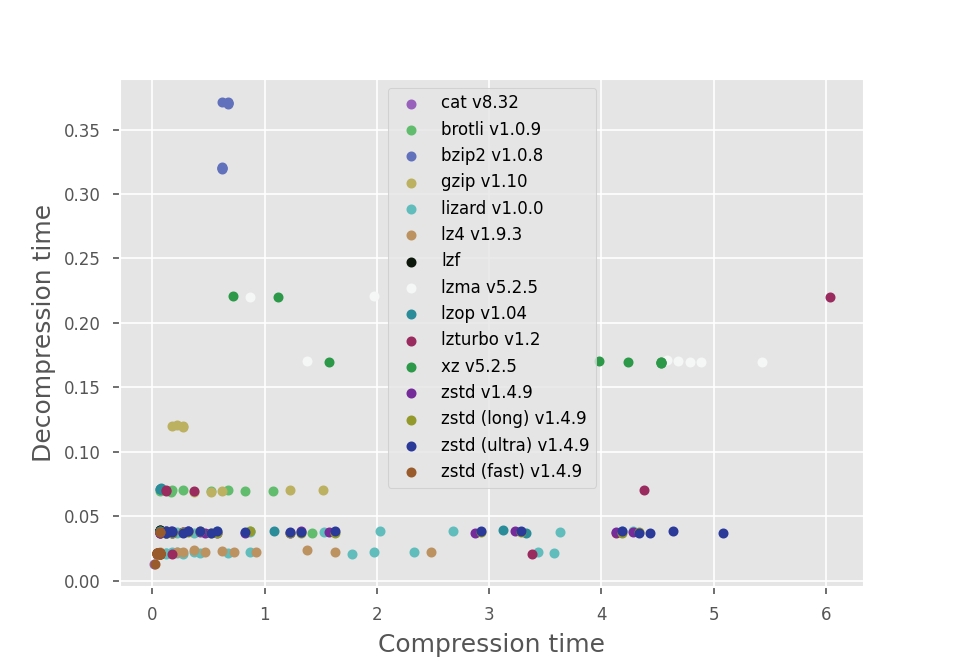 cat v8.32
brotli v1.0.9
bzip2 v1.0.8
gzip v1.10
lizard v1.0.0
lz4 v1.9.3
lzf
lzma v5.2.5
lzop v1.04
lzturbo v1.2
xz v5.2.5
zstd v1.4.9
zstd (long) v1.4.9
zstd (ultra) v1.4.9
zstd (fast) v1.4.9
0.35
0.30
0.25
0.20
0.15
0.10
0.05
0.00
Decompression time
0 1 2 3 4 5 6
Compression time